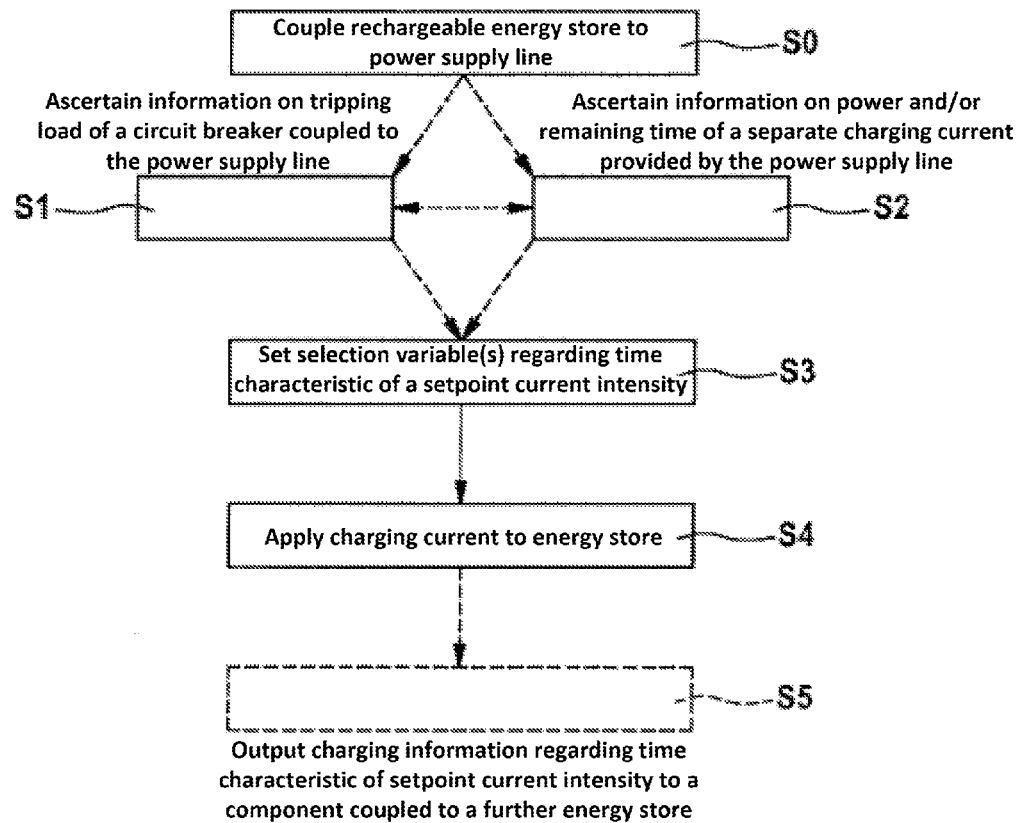 Couple rechargeable energy store to
power supply line
S0
Ascertain information on tripping
load of a circuit breaker coupled to
the power supply line
Ascertain information on power and/or
remaining time of a separate charging current
provided by the power supply line
S1
S2
Set selection variable(s) regarding time
characteristic of a setpoint current intensity
S3
Apply charging current to energy store
S4
S5
Output charging information regarding time
characteristic of setpoint current intensity to a
component coupled to a further energy store